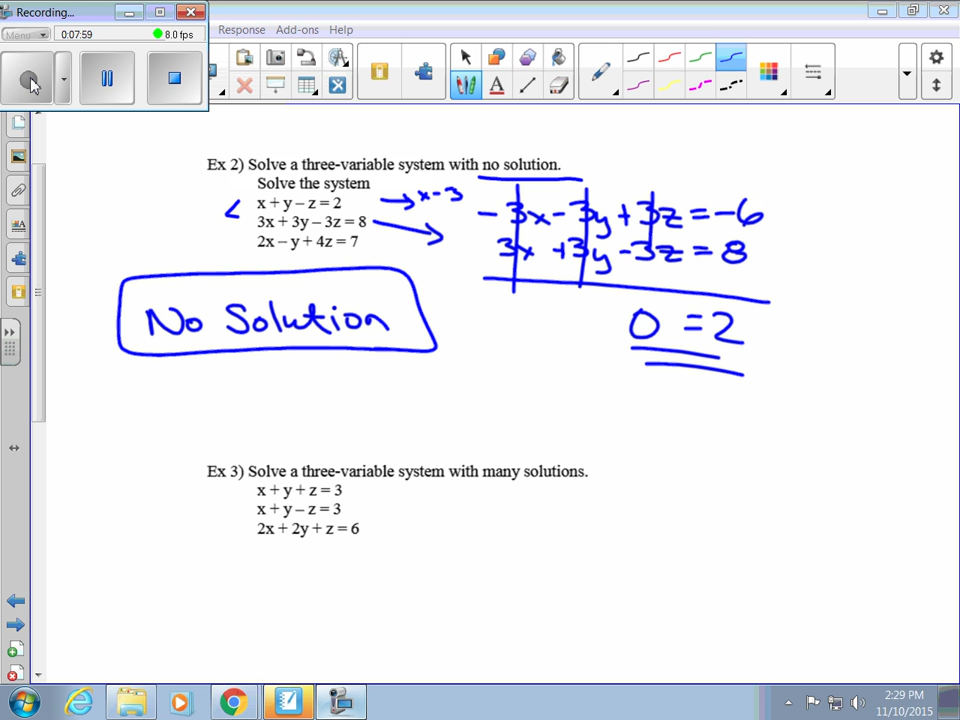 Recording...
Menu
0:07:59
8.0 fps
Response Add-ons Help
A
Ex 2) Solve a three-variable system with no solution.
Solve the system
x + y – z = 2
3x + 3y – 3z = 8
2x – y + 4z = 7
x-3
-3x-3y+3z=-6
3x+3y-3z=8
0=2
No Solution
Ex 3) Solve a three-variable system with many solutions.
x + y + z = 3
x + y – z = 3
2x + 2y + z = 6
2:29 PM
11/10/2015